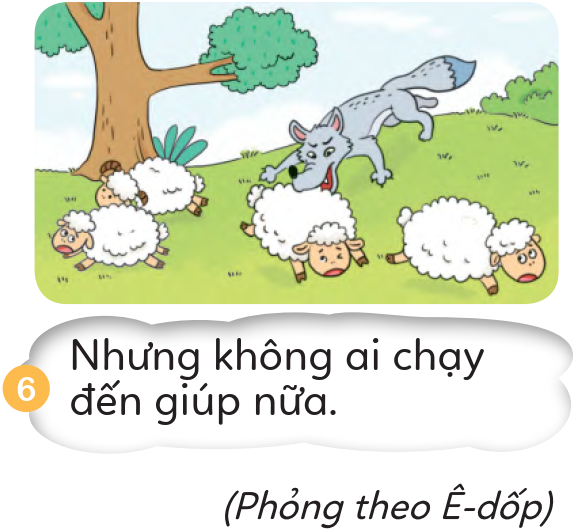 Nhưng không ai chạy
6
đến giúp nữa.
(Phỏng theo Ê-dốp)